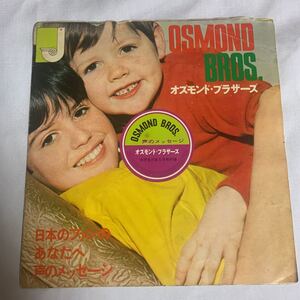 OSMOND
BROS.
オズモンド・ブラザーズ
OSMOND BROS.
声のメッセージ
オズモンド・ブラザーズ
日本のファンの
あなたへ
声のメッセージ